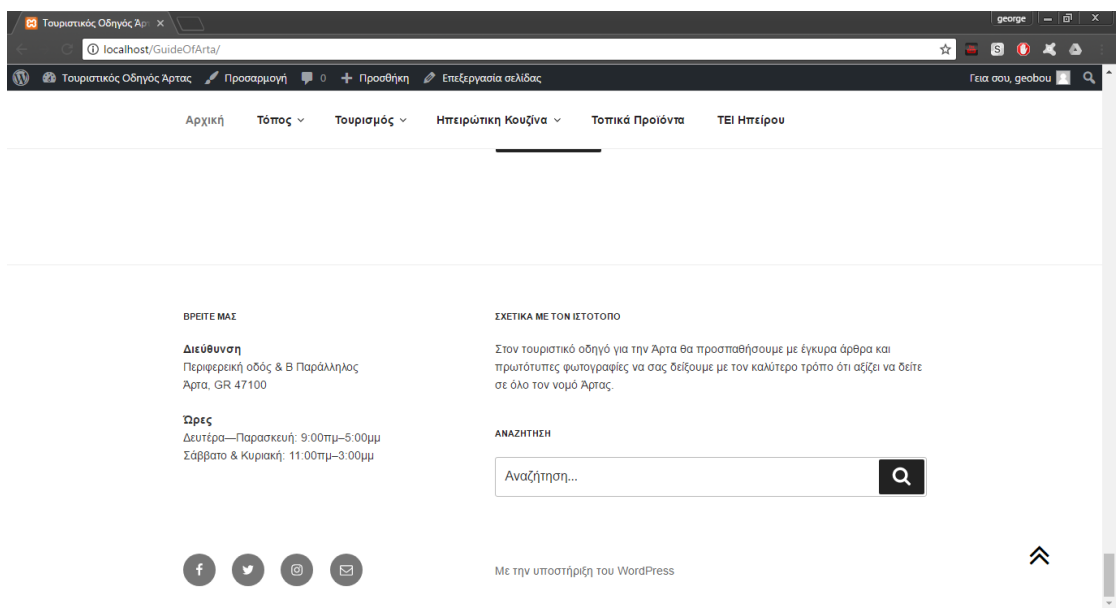 Τουριστικός Οδηγός Άρτ
george
localhost/GuideOfArta/
Τουριστικός Οδηγός Άρτας Προσαρμογή 0 Προσθήκη Επεξεργασία σελίδας Γεια σου, geobou
Αρχική Τόπος Τουρισμός Ηπειρώτικη Κουζίνα Τοπικά Προϊόντα ΤΕΙ Ηπείρου
ΒΡΕΙΤΕ ΜΑΣ
Διεύθυνση
Περιφερεική οδός & Β Παράλληλος
Άρτα, GR 47100
Ώρες
Δευτέρα—Παρασκευή: 9:00πμ–5:00μμ
Σάββατο & Κυριακή: 11:00πμ–3:00μμ
ΣΧΕΤΙΚΑ ΜΕ ΤΟΝ ΙΣΤΟΤΟΠΟ
Στον τουριστικό οδηγό για την Άρτα θα προσπαθήσουμε με έγκυρα άρθρα και
πρωτότυπες φωτογραφίες να σας δείξουμε με τον καλύτερο τρόπο ότι αξίζει να δείτε
σε όλο τον νομό Άρτας.
ΑΝΑΖΗΤΗΣΗ
Αναζήτηση...
Με την υποστήριξη του WordPress